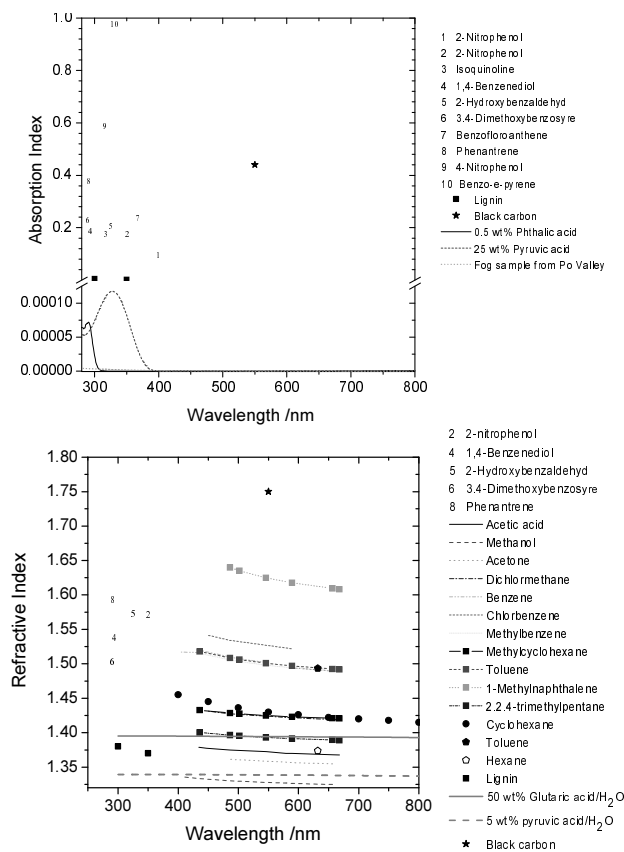 1.0
0.8
0.6
0.4
0.2
0.00010
0.00005
0.00000
Absorption Index
10
9
8
7
6
5
4
3
2
1
300 400 500 600 700 800
Wavelength /nm
1 2-Nitrophenol
2 2-Nitrophenol
3 Isoquinoline
4 1,4-Benzenediol
5 2-Hydroxybenzaldehyd
6 3.4-Dimethoxybenzosyre
7 Benzofloroanthene
8 Phenantrene
9 4-Nitrophenol
10 Benzo-e-pyrene
Lignin
Black carbon
0.5 wt% Phthalic acid
25 wt% Pyruvic acid
Fog sample from Po Valley
1.80
1.75
1.70
1.65
1.60
1.55
1.50
1.45
1.40
1.35
Refractive Index
8
5 2
4
6
300 400 500 600 700 800
Wavelength /nm
2 2-nitrophenol
4 1,4-Benzenediol
5 2-Hydroxybenzaldehyd
6 3.4-Dimethoxybenzosyre
8 Phenantrene
Acetic acid
Methanol
Acetone
Dichlormethane
Benzene
Chlorbenzene
Methylbenzene
Methylcyclohexane
Toluene
1-Methylnaphthalene
2.2.4-trimethylpentane
Cyclohexane
Toluene
Hexane
Lignin
50 wt% Glutaric acid/H2O
5 wt% pyruvic acid/H2O
Black carbon